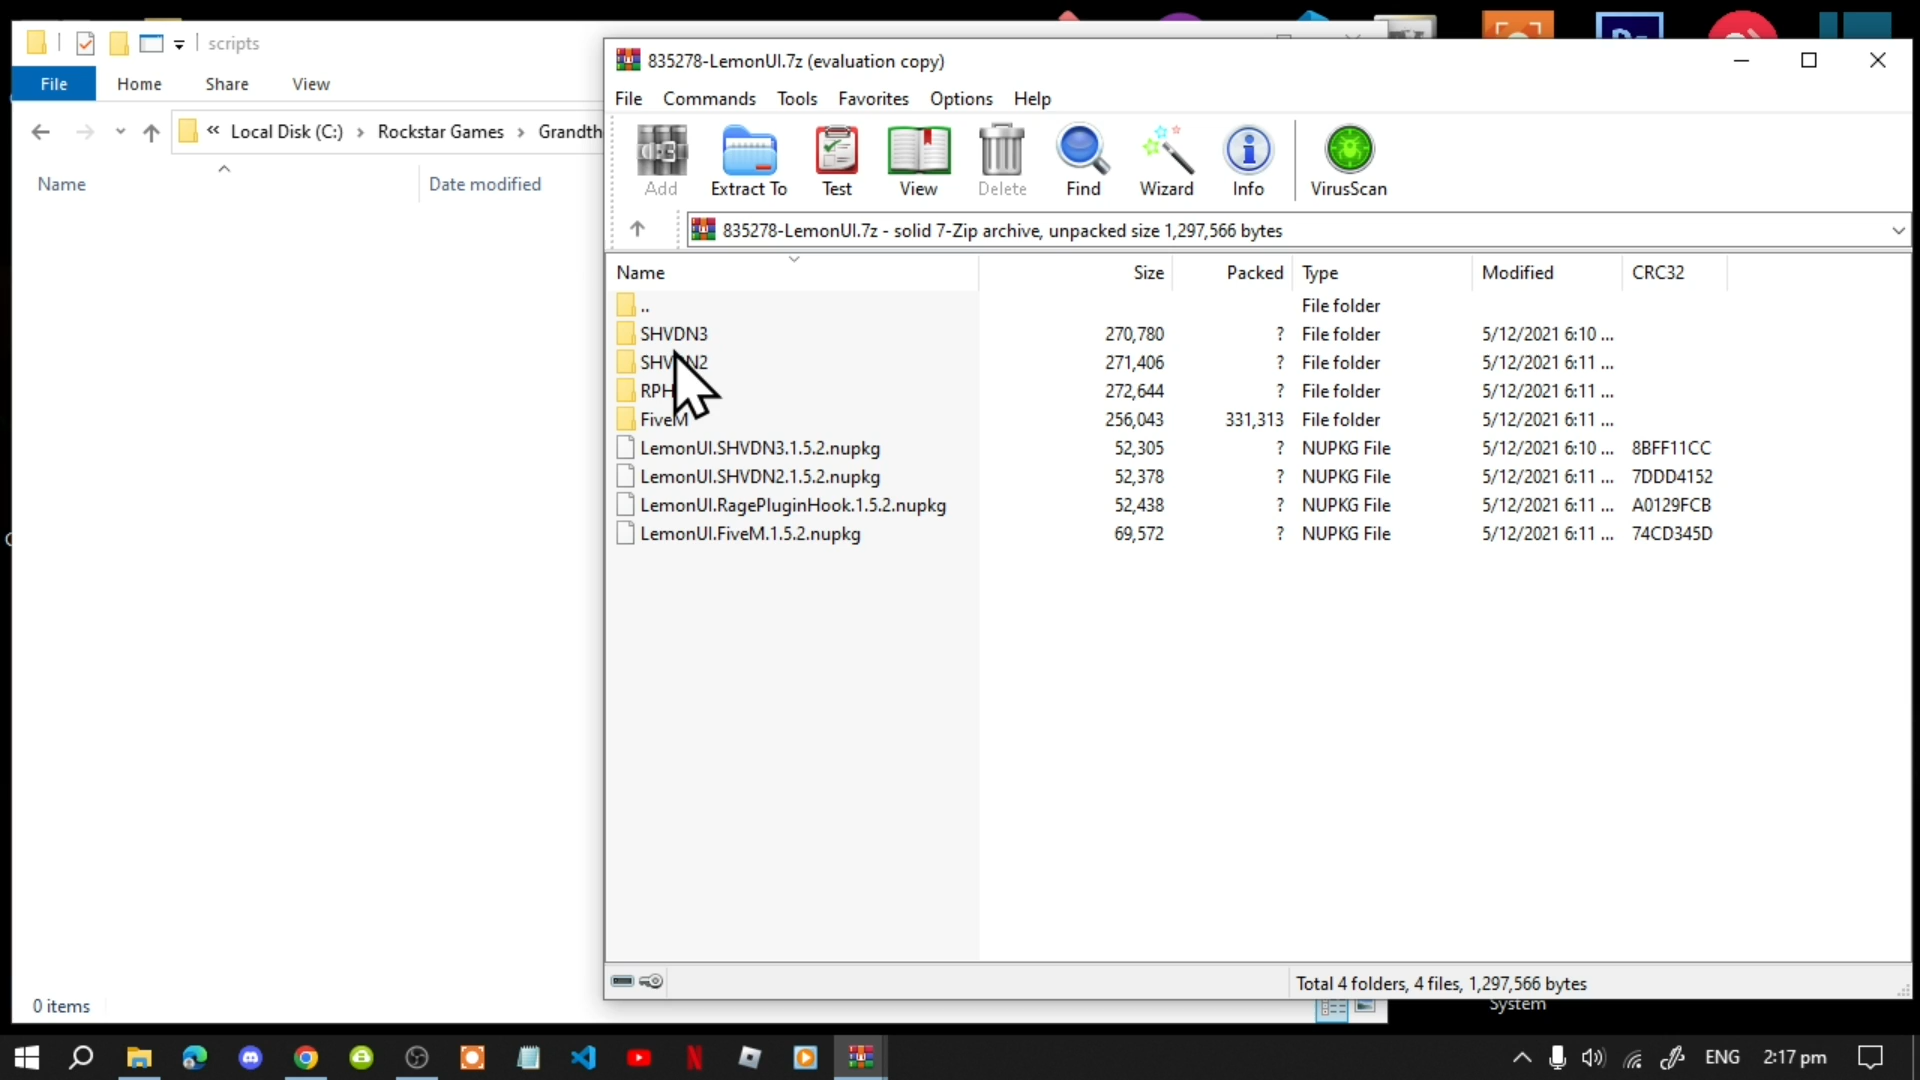 scripts
File Home Share View
« Local Disk (C:) › Rockstar Games › Grandth
Name Date modified
0 items
835278-LemonUI.7z (evaluation copy)
File Commands Tools Favorites Options Help
Add Extract To Test View Delete Find Wizard Info VirusScan
835278-LemonUI.7z - solid 7-Zip archive, unpacked size 1,297,566 bytes
Name Size Packed Type Modified CRC32
.. File folder
SHVDN3 270,780 ? File folder 5/12/2021 6:10 ...
SHV N2 271,406 ? File folder 5/12/2021 6:11 ...
RPH 272,644 ? File folder 5/12/2021 6:11 ...
FiveM 256,043 331,313 File folder 5/12/2021 6:11 ...
LemonUI.SHVDN3.1.5.2.nupkg 52,305 ? NUPKG File 5/12/2021 6:10 ... 8BFF11CC
LemonUI.SHVDN2.1.5.2.nupkg 52,378 ? NUPKG File 5/12/2021 6:11 ... 7DDD4152
LemonUI.RagePluginHook.1.5.2.nupkg 52,438 ? NUPKG File 5/12/2021 6:11 ... A0129FCB
LemonUI.FiveM.1.5.2.nupkg 69,572 ? NUPKG File 5/12/2021 6:11 ... 74CD345D
Total 4 folders, 4 files, 1,297,566 bytes
System
ENG 2:17 pm